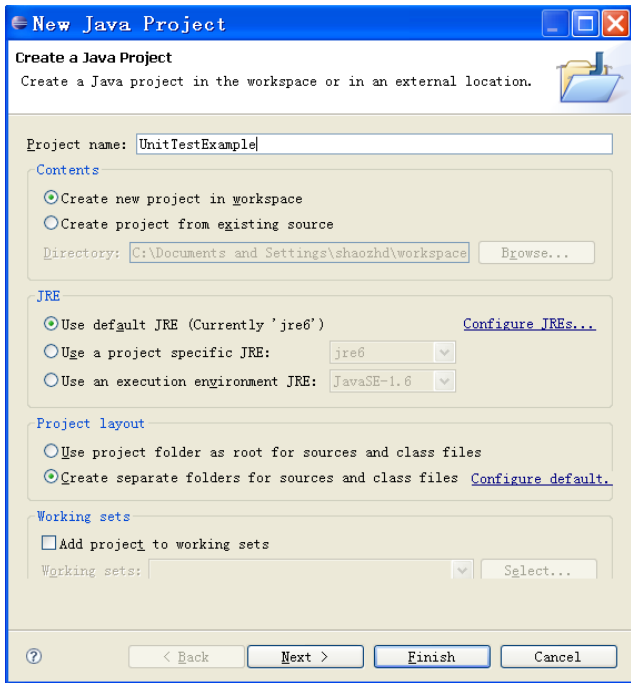 New Java Project
Create a Java Project
Create a Java project in the workspace or in an external location.
Project name: UnitTestExample
Contents
Create new project in workspace
Create project from existing source
Directory: C:\Documents and Settings\shaozhd\workspace Browse...
JRE
Use default JRE (Currently 'jre6') Configure JREs...
Use a project specific JRE: jre6
Use an execution environment JRE: JavaSE-1.6
Project layout
Use project folder as root for sources and class files
Create separate folders for sources and class files Configure default.
Working sets
Add project to working sets
Working sets: Select...
? < Back Next > Finish Cancel